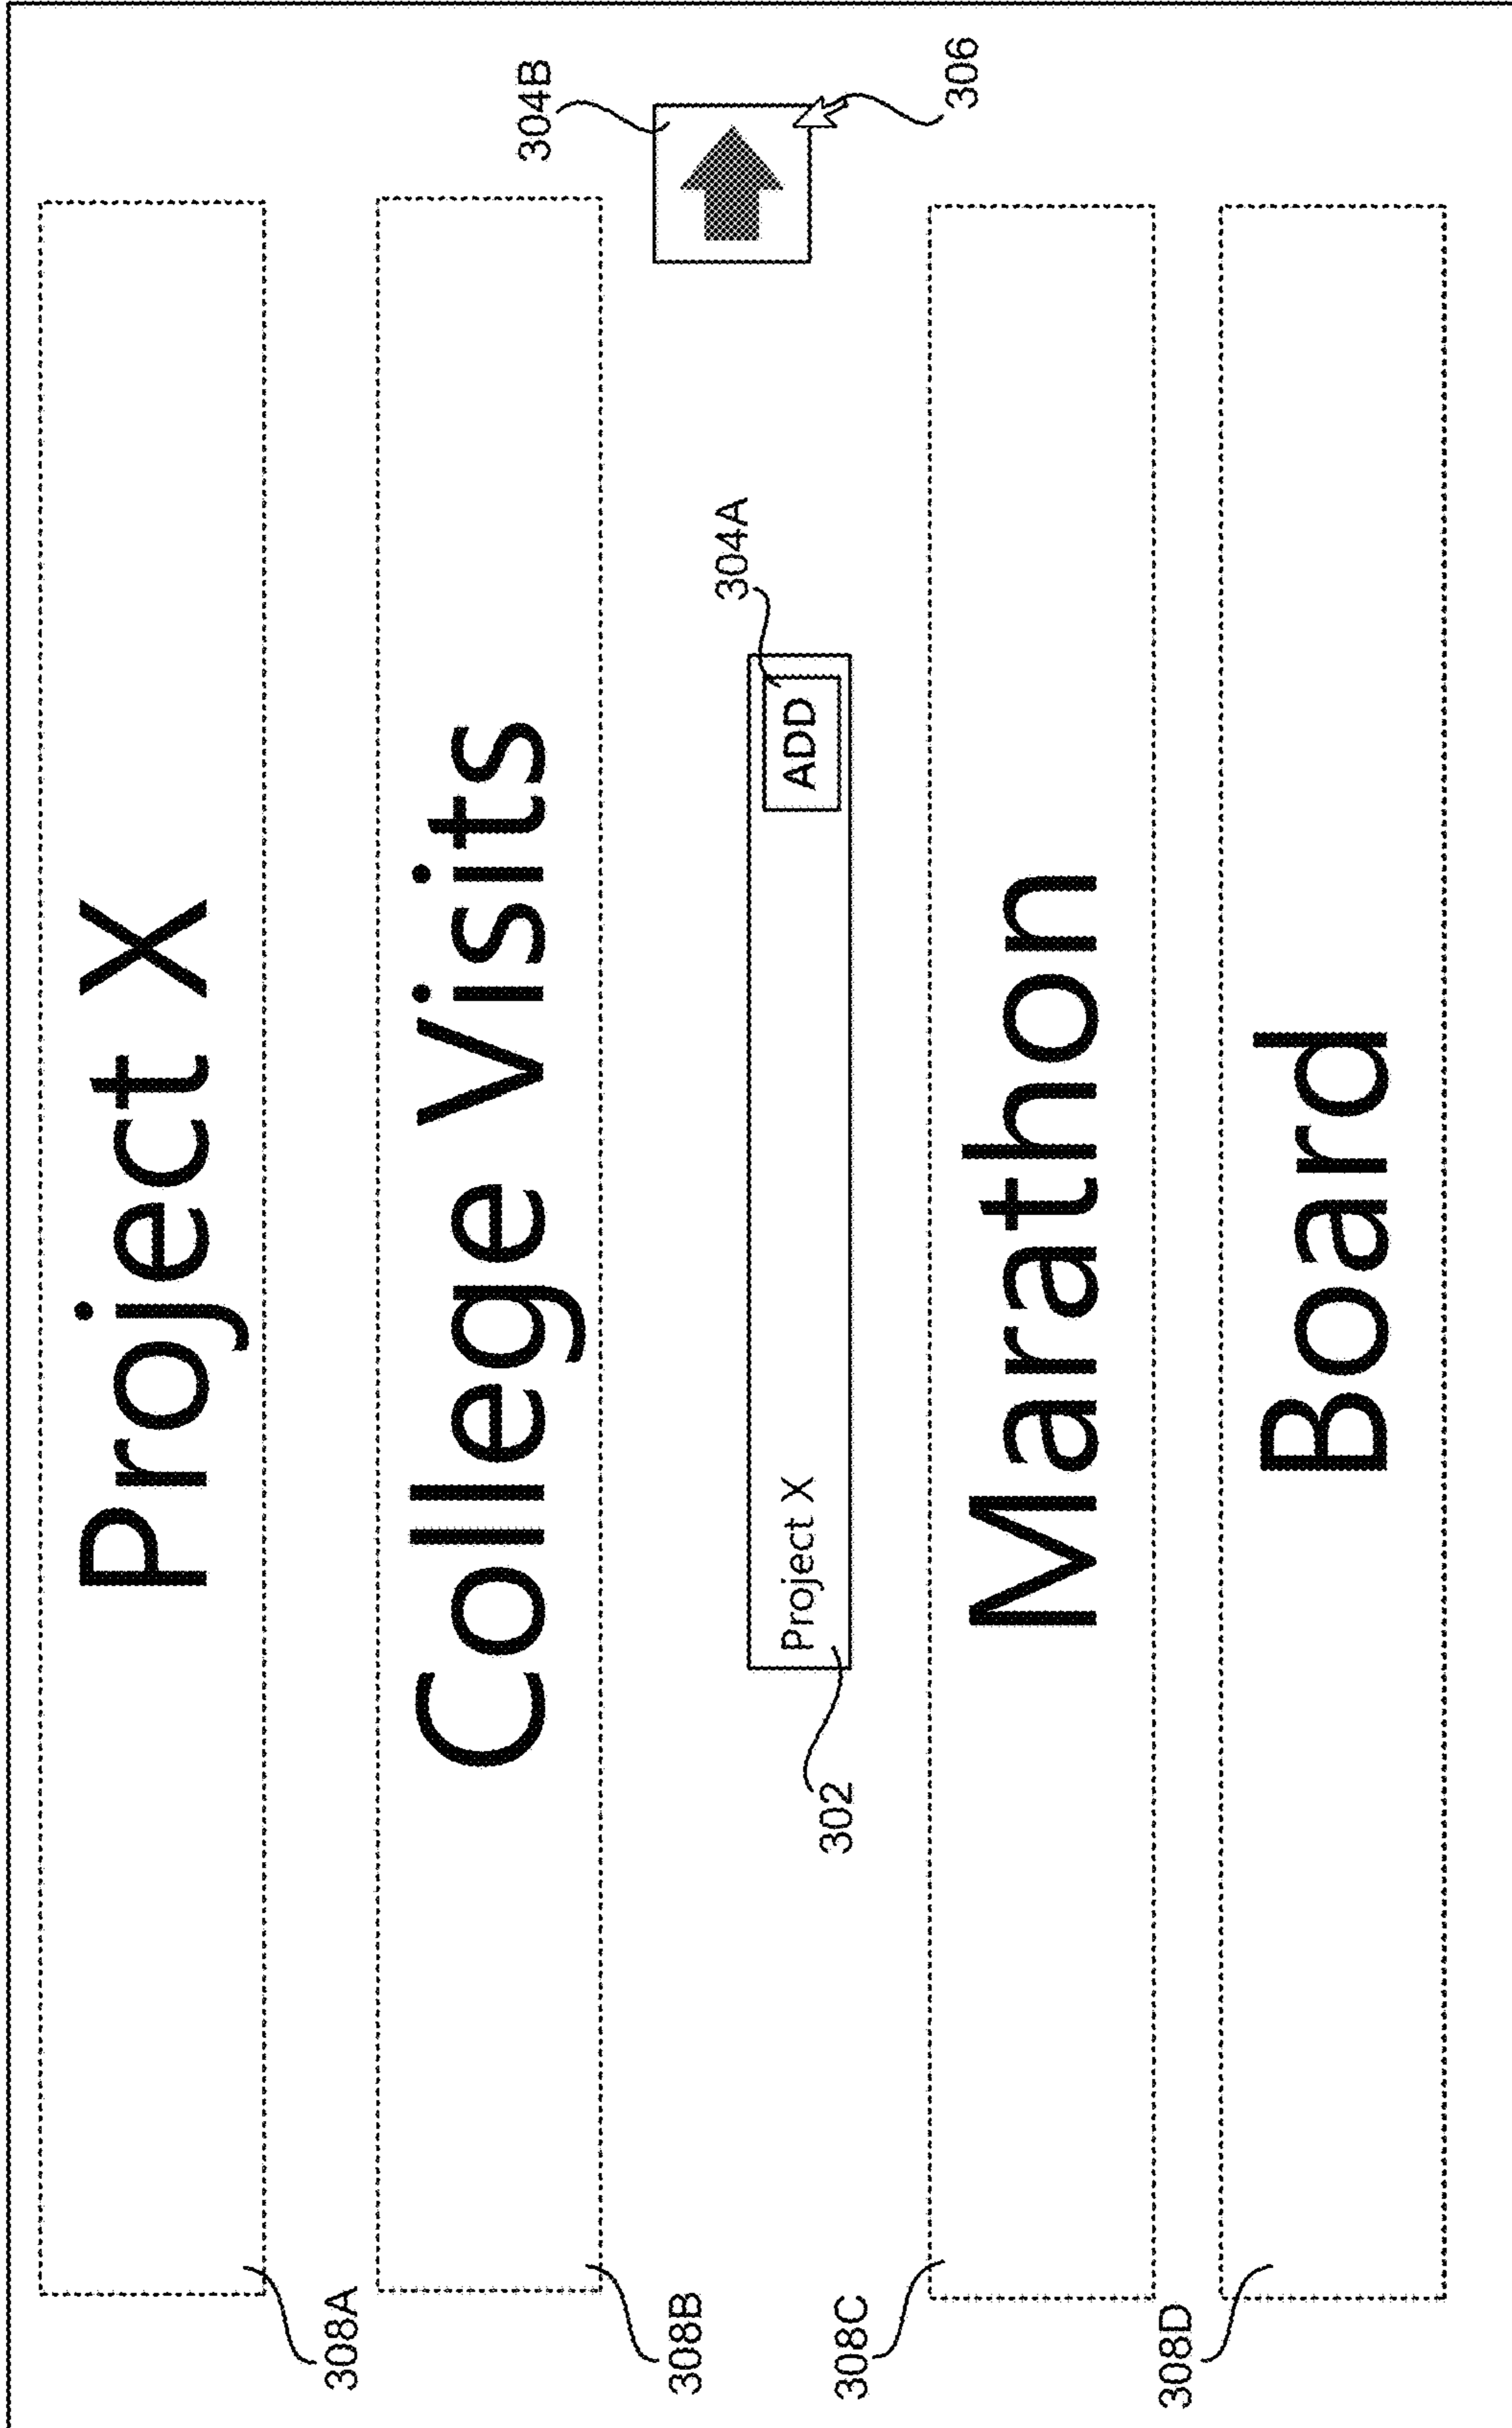 Project X
308A
College Visits
308B
304B
304A
Project X ADD
302
306
Marathon
308C
Board
308D